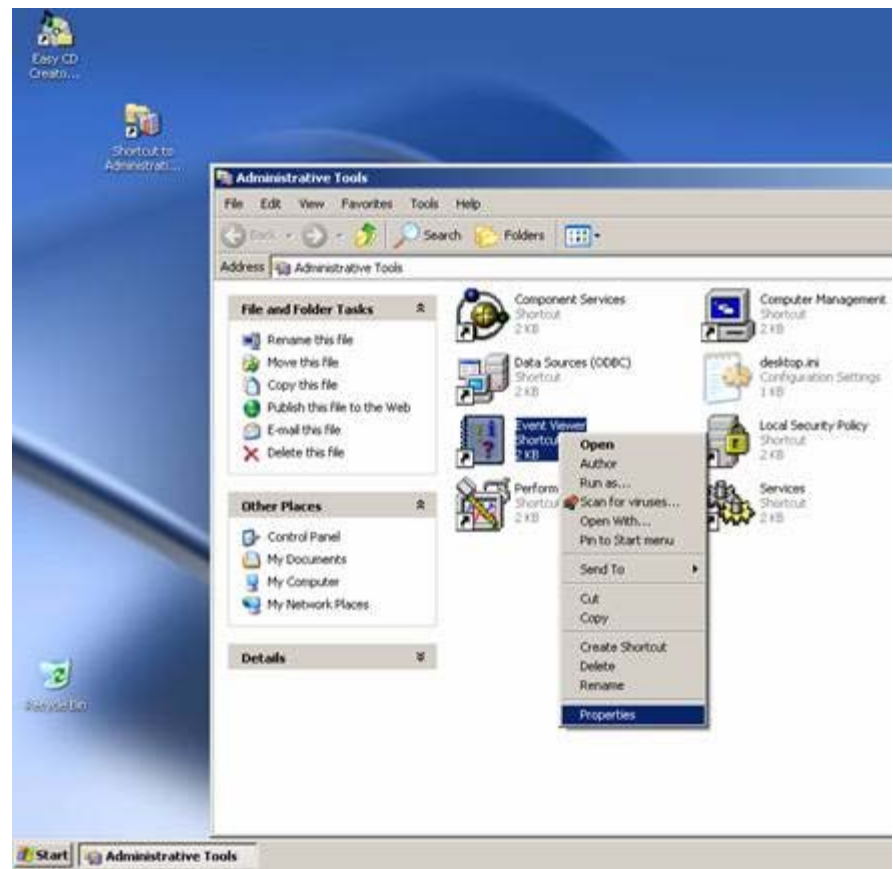 Easy CD
Creato...
Shortcut to
Administrati...
Administrative Tools
File Edit View Favorites Tools Help
Back Search Folders
Address Administrative Tools
File and Folder Tasks
Rename this file
Move this file
Copy this file
Publish this file to the Web
E-mail this file
Delete this file
Other Places
Control Panel
My Documents
My Computer
My Network Places
Details
Component Services
Shortcut
2 KB
Computer Management
Shortcut
2 KB
Data Sources (ODBC)
Shortcut
2 KB
desktop.ini
Configuration Settings
1 KB
Event Viewer
Shortcut
2 KB
Local Security Policy
Shortcut
2 KB
Perform
Shortcut
2 KB
Services
Shortcut
2 KB
Open
Author
Run as...
Scan for viruses...
Open With...
Pin to Start menu
Send To
Cut
Copy
Create Shortcut
Delete
Rename
Properties
Recycle Bin
Start Administrative Tools